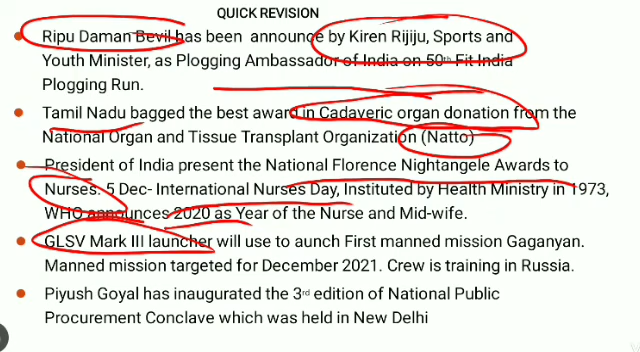 QUICK REVISION
Ripu Daman Bevil has been announce by Kiren Rijiju, Sports and
Youth Minister, as Plogging Ambassador of India on 50th Fit India
Plogging Run.
Tamil Nadu bagged the best award in Cadaveric organ donation from the
National Organ and Tissue Transplant Organization (Natto)
President of India present the National Florence Nightangele Awards to
Nurses. 5 Dec- International Nurses Day, Instituted by Health Ministry in 1973,
WHO announces 2020 as Year of the Nurse and Mid-wife.
GLSV Mark III launcher will use to aunch First manned mission Gaganyan.
Manned mission targeted for December 2021. Crew is training in Russia.
Piyush Goyal has inaugurated the 3rd edition of National Public
Procurement Conclave which was held in New Delhi